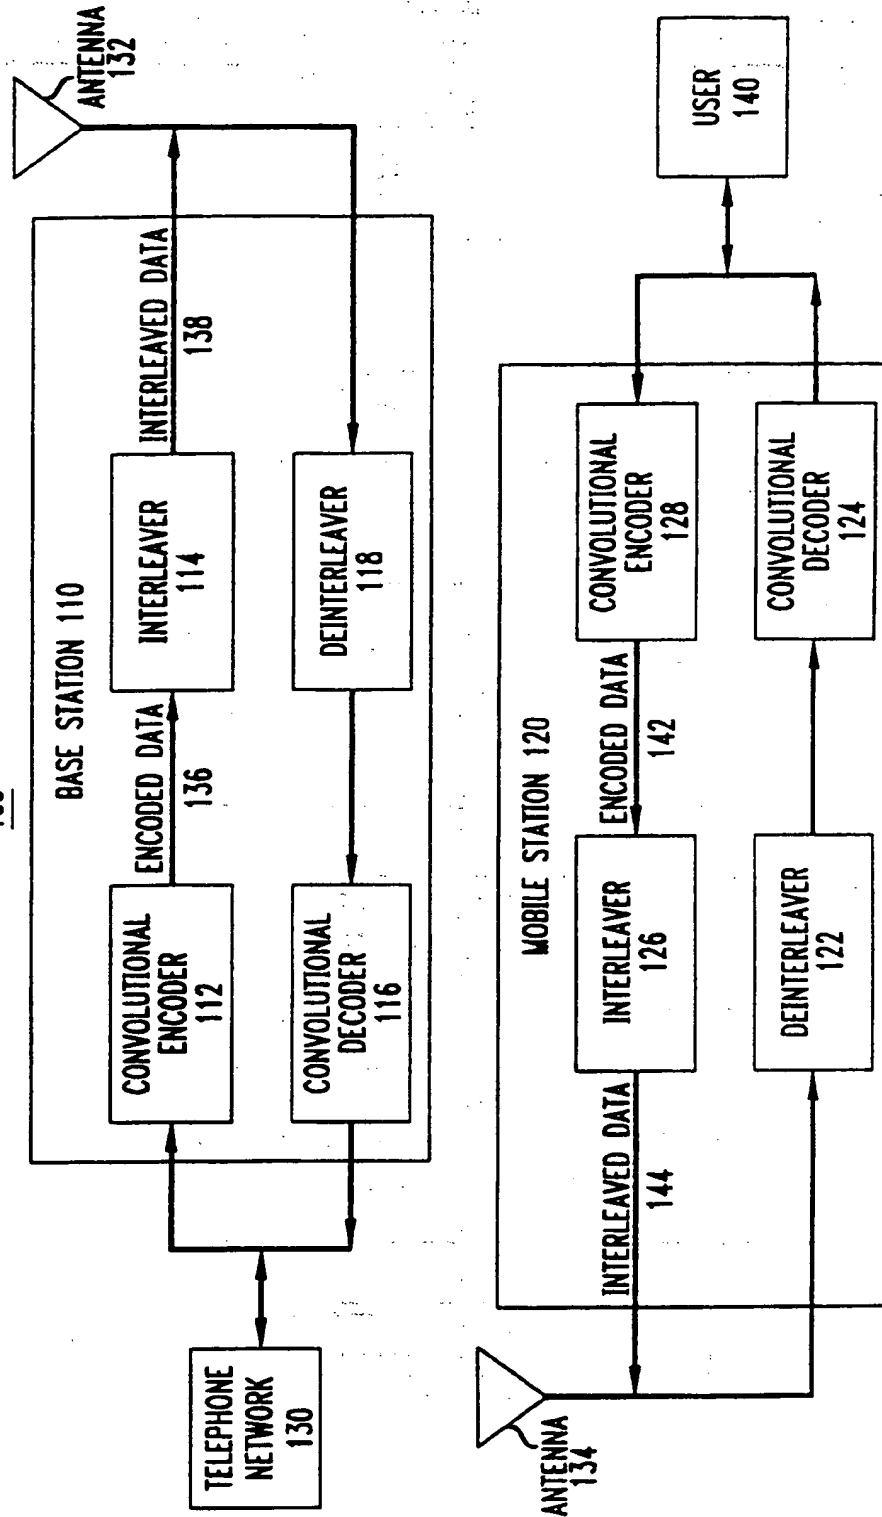 BASE STATION 110
TELEPHONE
NETWORK
130
CONVOLUTIONAL
ENCODER
112
ENCODED DATA
136
INTERLEAVER
114
INTERLEAVED DATA
138
ANTENNA
132
CONVOLUTIONAL
DECODER
116
DEINTERLEAVER
118
MOBILE STATION 120
ANTENNA
134
INTERLEAVED DATA
144
INTERLEAVER
126
ENCODED DATA
142
CONVOLUTIONAL
ENCODER
128
USER
140
DEINTERLEAVER
122
CONVOLUTIONAL
DECODER
124